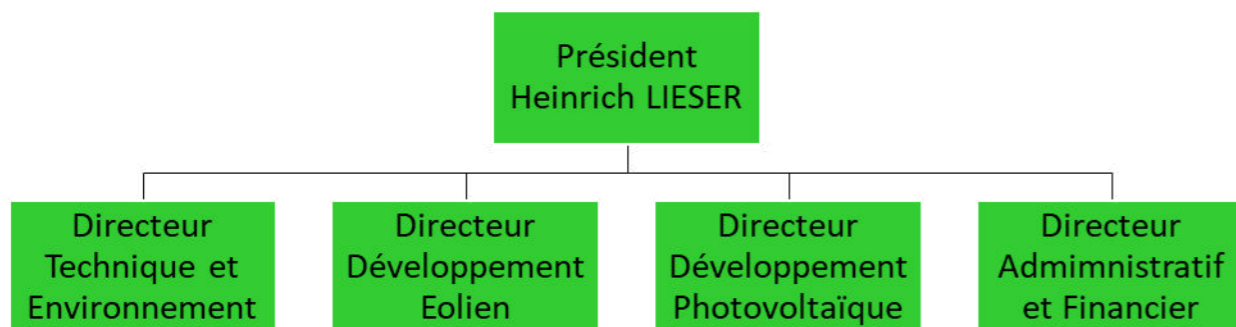 Président
Heinrich LIESER
Directeur
Technique et
Environnement
Directeur
Développement
Eolien
Directeur
Développement
Photovoltaïque
Directeur
Admimnistratif
et Financier